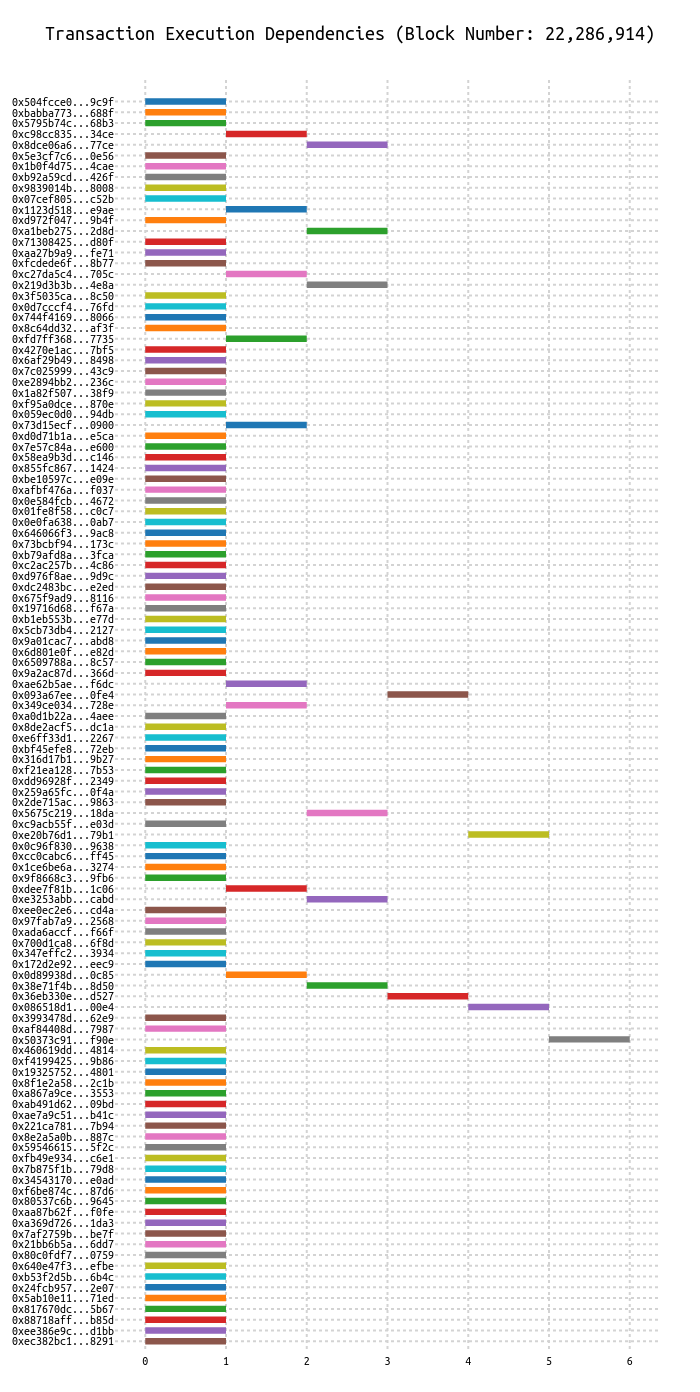 Transaction Execution Dependencies (Block Number: 22,286,914)
0x504fcce0...9c9f
0xbabba773...688f
0x5795b74c...68b3
0xc98cc835...34ce
0x8dce06a6...77ce
0x5e3cf7c6...0e56
0x1b0f4d75...4cae
0xb92a59cd...426f
0x9839014b...8008
0x07cef805...c52b
0x1123d518...e9ae
0xd972f047...9b4f
0xa1beb275...2d8d
0x71308425...d80f
0xaa27b9a9...fe71
0xfcdede6f...8b77
0xc27da5c4...705c
0x219d3b3b...4e8a
0x3f5035ca...8c50
0x0d7cccf4...76fd
0x744f4169...8066
0x8c64dd32...af3f
0xfd7ff368...7735
0x4270e1ac...7bf5
0x6af29b49...8498
0x7c025999...43c9
0xe2894bb2...236c
0x1a82f507...38f9
0xf95a0dce...870e
0x059ec0d0...94db
0x73d15ecf...0900
0xd0d71b1a...e5ca
0x7e57c84a...e600
0x58ea9b3d...c146
0x855fc867...1424
0xbe10597c...e09e
0xafbf476a...f037
0x0e584fcb...4672
0x01fe8f58...c0c7
0x0e0fa638...0ab7
0x646066f3...9ac8
0x73bcbf94...173c
0xb79afd8a...3fca
0xc2ac257b...4c86
0xd976f8ae...9d9c
0xdc2483bc...e2ed
0x675f9ad9...8116
0x19716d68...f67a
0xb1eb553b...e77d
0x5cb73db4...2127
0x9a01cac7...abd8
0x6d801e0f...e82d
0x6509788a...8c57
0x9a2ac87d...366d
0xae62b5ae...f6dc
0x093a67ee...0fe4
0x349ce034...728e
0xa0d1b22a...4aee
0x8de2acf5...dc1a
0xe6ff33d1...2267
0xbf45efe8...72eb
0x316d17b1...9b27
0xf21ea128...7b53
0xdd96928f...2349
0x259a65fc...0f4a
0x2de715ac...9863
0x5675c219...18da
0xc9acb55f...e03d
0xe20b76d1...79b1
0x0c96f830...9638
0xcc0cabc6...ff45
0x1ce6be6a...3274
0x9f8668c3...9fb6
0xdee7f81b...1c06
0xe3253abb...cabd
0xee0ec2e6...cd4a
0x97fab7a9...2568
0xada6accf...f66f
0x700d1ca8...6f8d
0x347effc2...3934
0x172d2e92...eec9
0x0d89938d...0c85
0x38e71f4b...8d50
0x36eb330e...d527
0x086518d1...00e4
0x3993478d...62e9
0xaf84408d...7987
0x50373c91...f90e
0x460619dd...4814
0xf4199425...9b86
0x19325752...4801
0x8f1e2a58...2c1b
0xa867a9ce...3553
0xab491d62...09bd
0xae7a9c51...b41c
0x221ca781...7b94
0x8e2a5a0b...887c
0x59546615...5f2c
0xfb49e934...c6e1
0x7b875f1b...79d8
0x34543170...e0ad
0xf6be874c...87d6
0x80537c6b...9645
0xaa87b62f...f0fe
0xa369d726...1da3
0x7af2759b...be7f
0x21bb6b5a...6dd7
0x80c0fdf7...0759
0x640e47f3...efbe
0xb53f2d5b...6b4c
0x24fcb957...2e07
0x5ab10e11...71ed
0x817670dc...5b67
0x88718aff...b85d
0xee386e9c...d1bb
0xec382bc1...8291
0 1 2 3 4 5 6